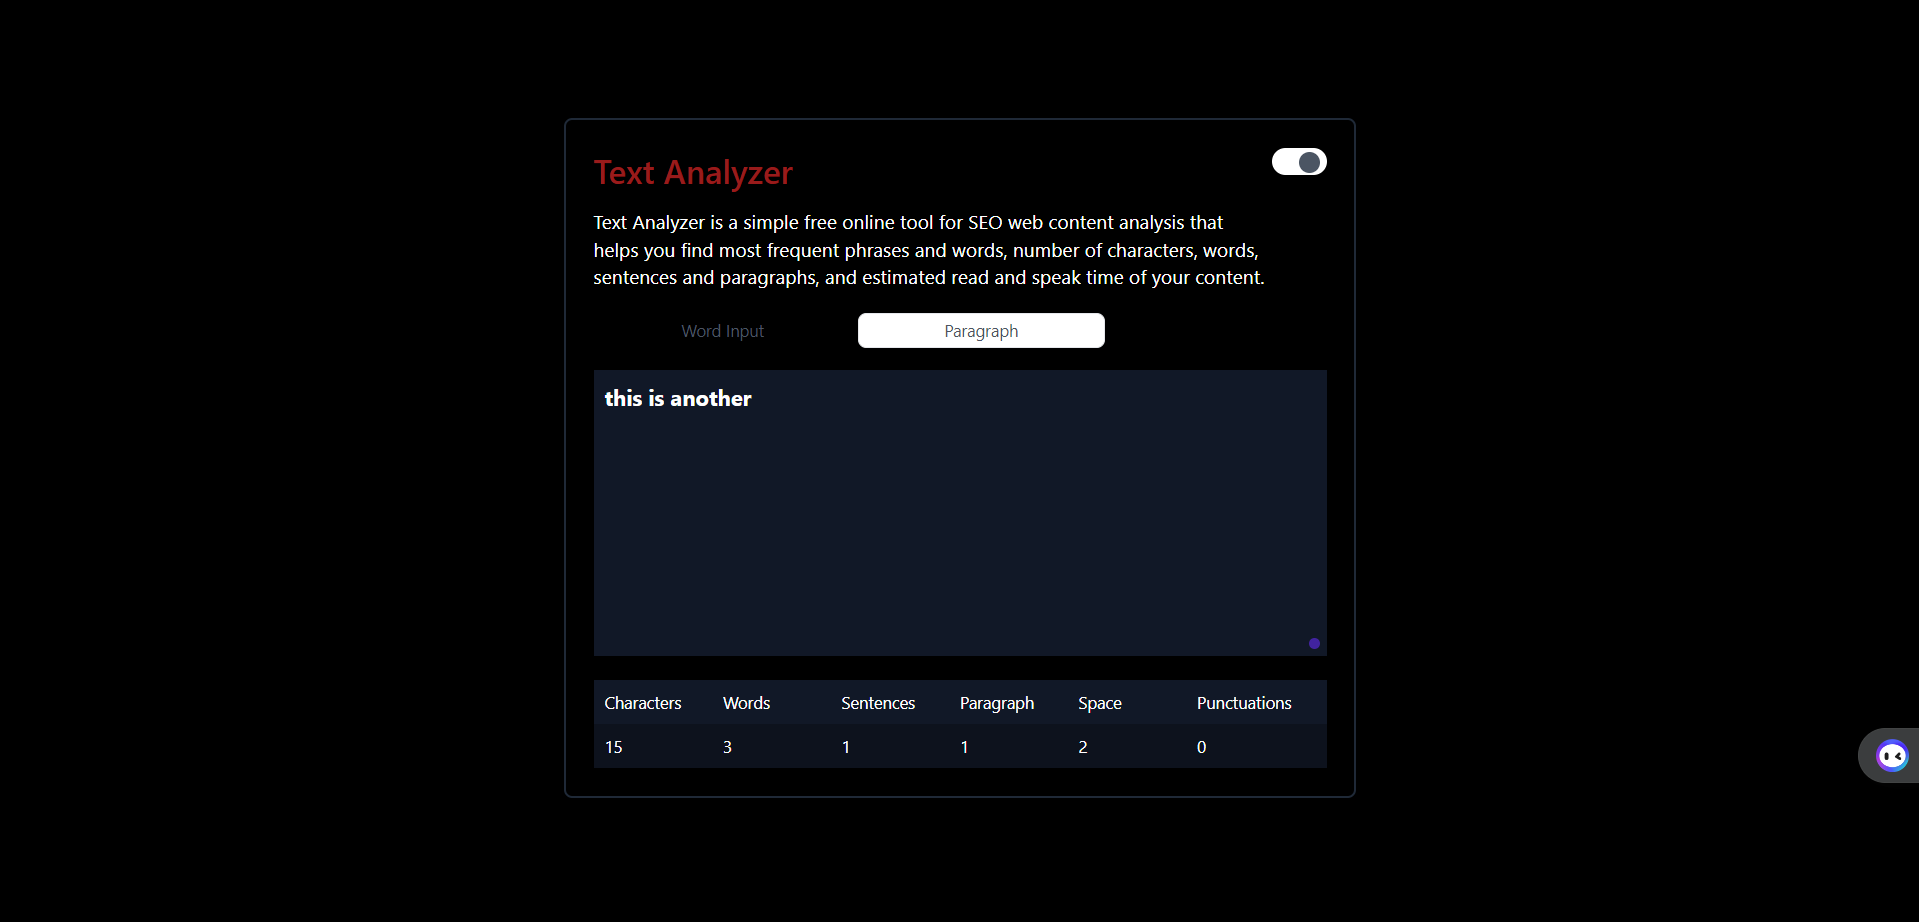 Text Analyzer
Text Analyzer is a simple free online tool for SEO web content analysis that
helps you find most frequent phrases and words, number of characters, words,
sentences and paragraphs, and estimated read and speak time of your content.
Word Input Paragraph
this is another
Characters Words Sentences Paragraph Space Punctuations
15 3 1 1 2 0